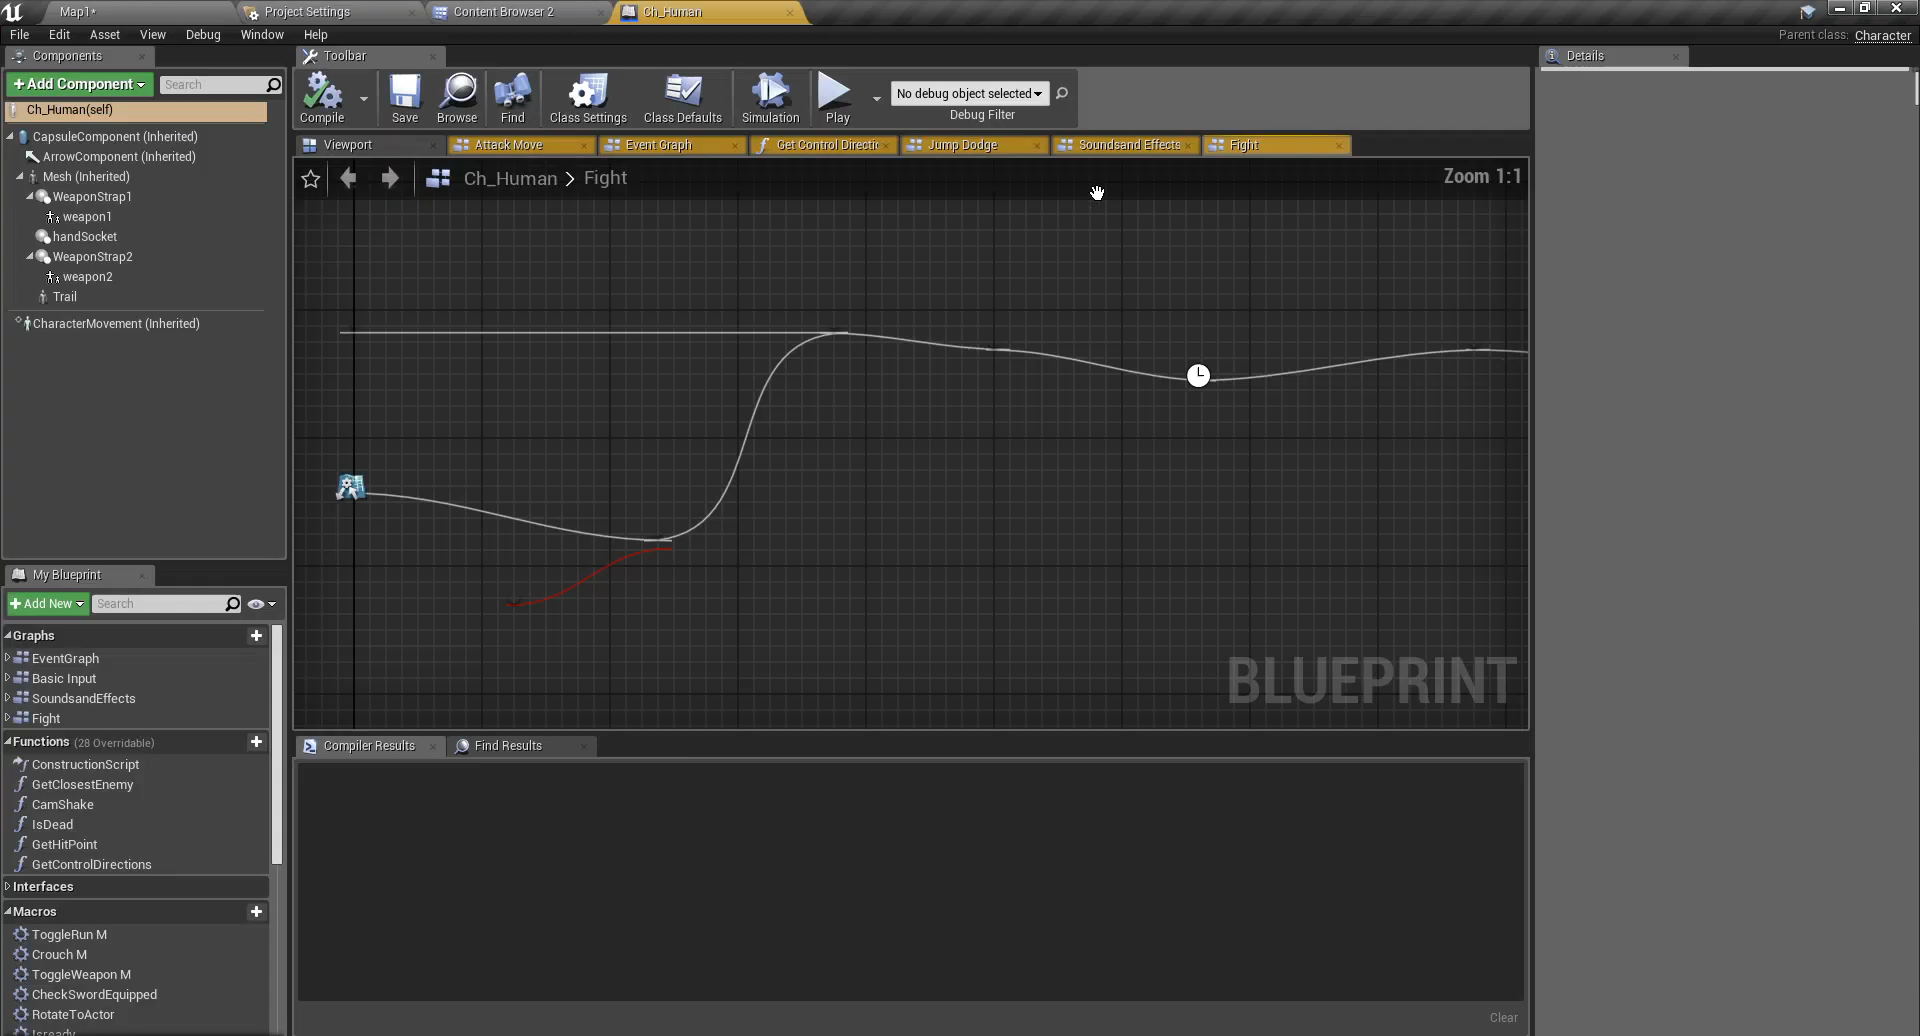 Map1*
Project Settings
Content Browser 2
Ch_Human
File Edit Asset View Debug Window Help
Parent class: Character
Components
Toolbar
Details
+ Add Component
Search
Ch_Human(self)
CapsuleComponent (Inherited)
ArrowComponent (Inherited)
Mesh (Inherited)
WeaponStrap1
weapon1
handSocket
WeaponStrap2
weapon2
Trail
CharacterMovement (Inherited)
Compile
Save
Browse
Find
Class Settings
Class Defaults
Simulation
Play
No debug object selected
Debug Filter
Viewport
Attack Move
Event Graph
Get Control Directic
Jump Dodge
Soundsand Effects
Fight
Ch_Human > Fight
Zoom 1:1
BLUEPRINT
My Blueprint
+ Add New
Search
Graphs
EventGraph
Basic Input
SoundsandEffects
Fight
Functions (28 Overridable)
ConstructionScript
GetClosestEnemy
CamShake
IsDead
GetHitPoint
GetControlDirections
Interfaces
Macros
ToggleRun M
Crouch M
ToggleWeapon M
CheckSwordEquipped
RotateToActor
Isready
Compiler Results
Find Results
Clear